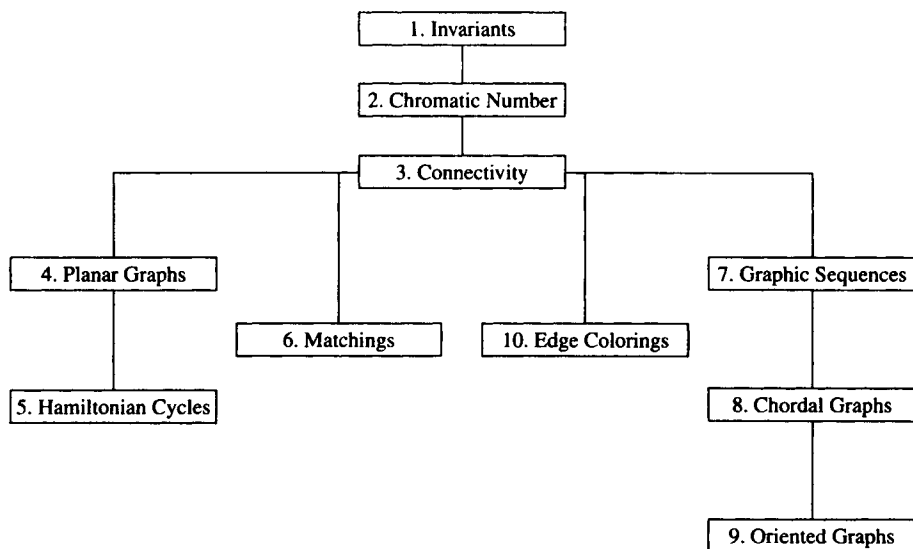 1. Invariants
2. Chromatic Number
3. Connectivity
4. Planar Graphs
7. Graphic Sequences
6. Matchings
10. Edge Colorings
5. Hamiltonian Cycles
8. Chordal Graphs
9. Oriented Graphs